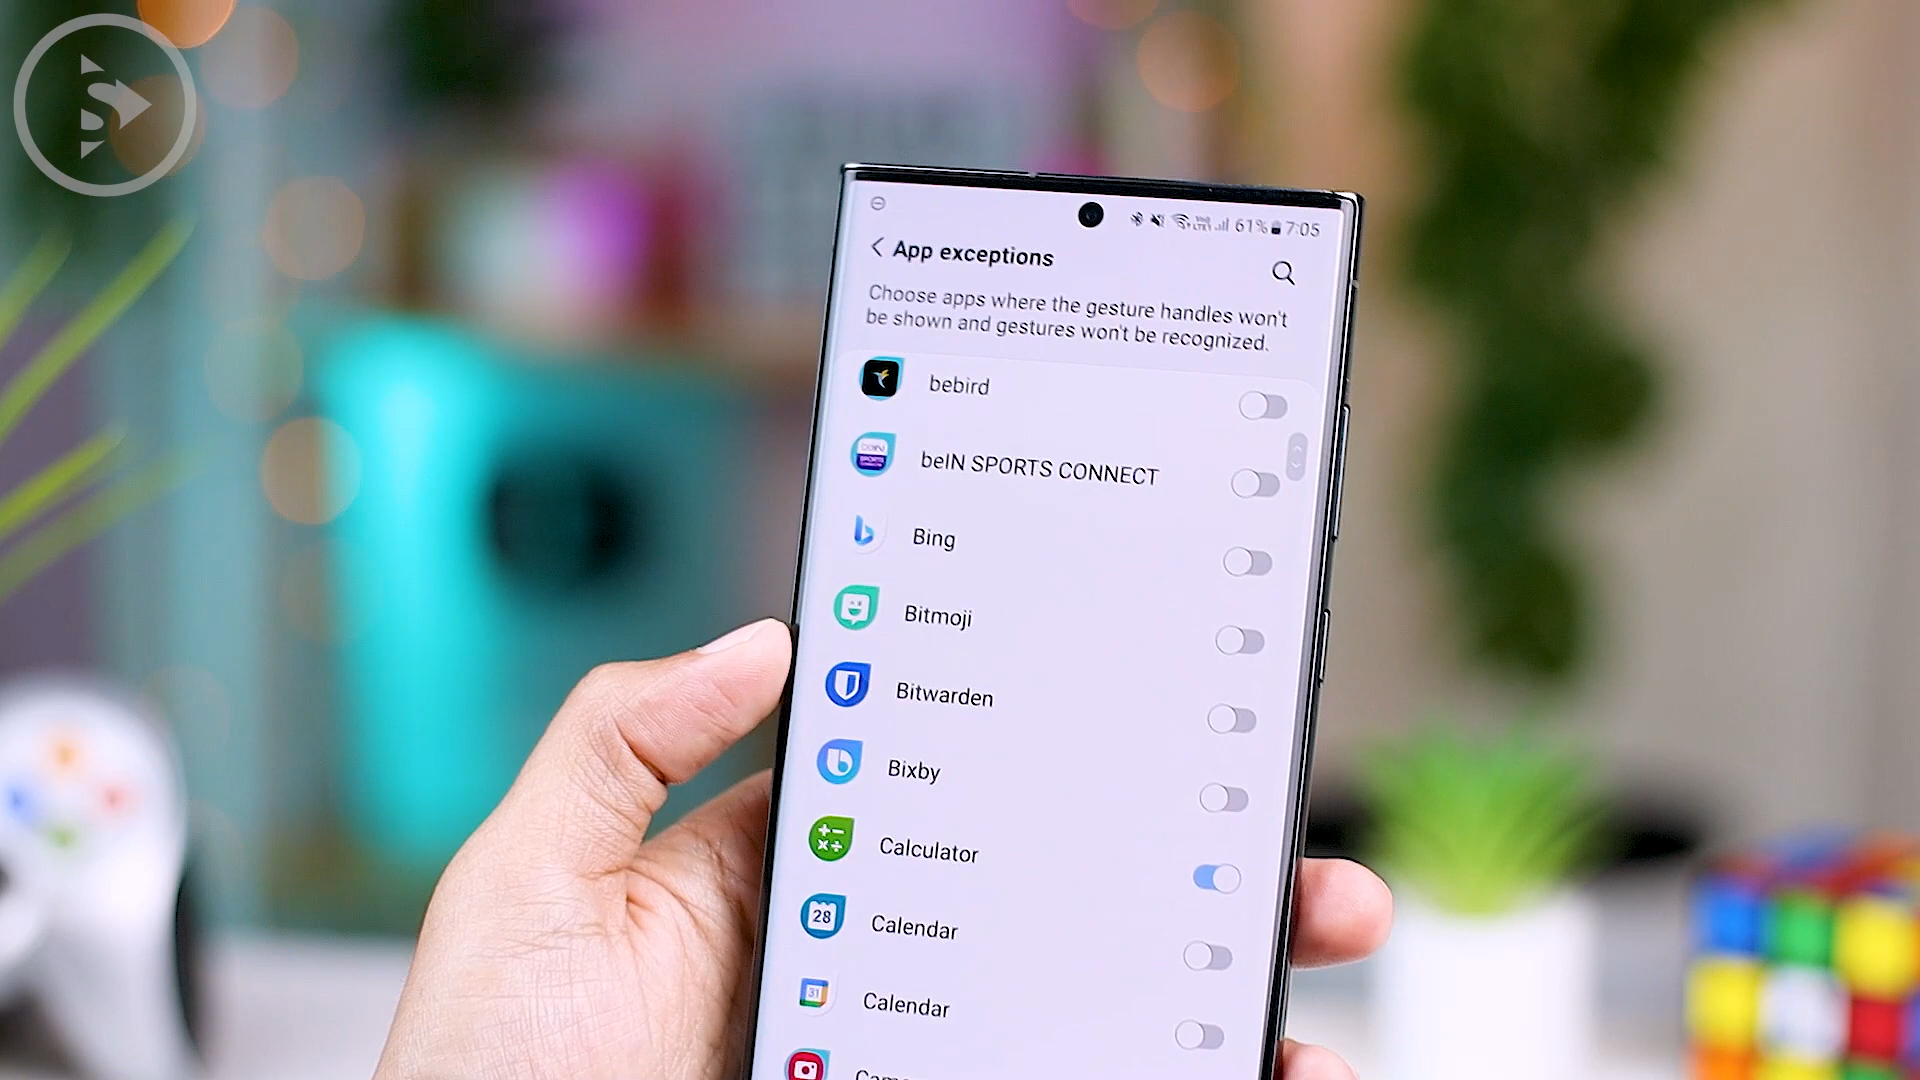 S
61% 7:05
App exceptions
Choose apps where the gesture handles won't
be shown and gestures won't be recognized.
bebird
beIN SPORTS CONNECT
Bing
Bitmoji
Bitwarden
Bixby
Calculator
28
Calendar
31
Calendar